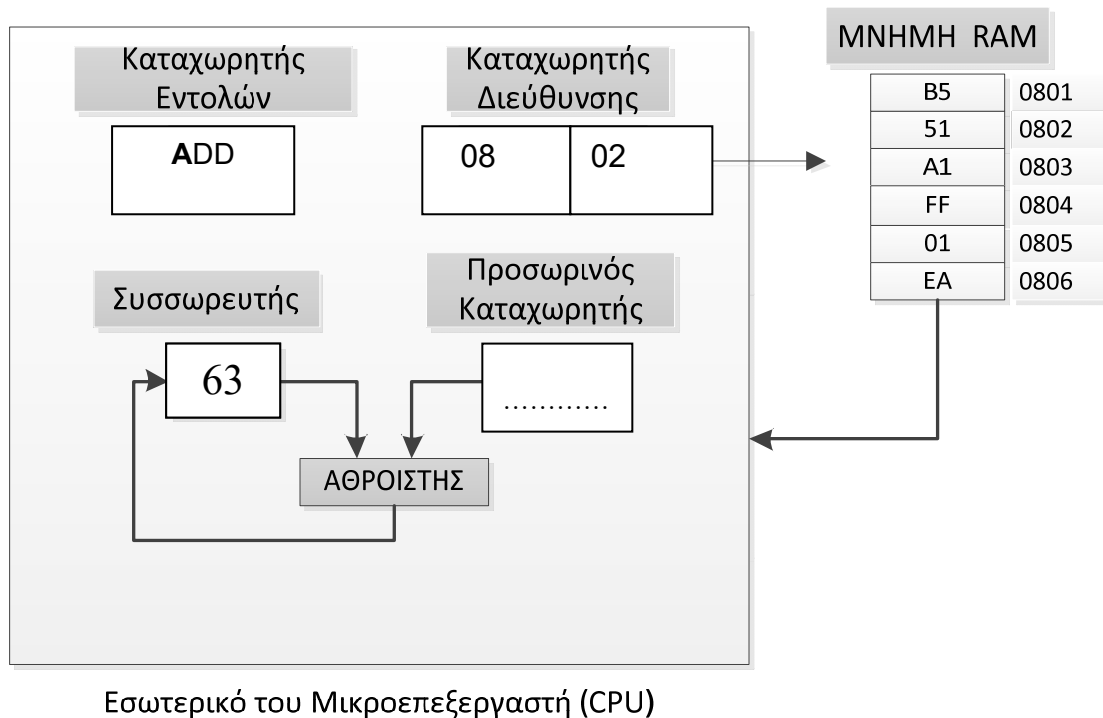 ΜΝΗΜΗ RAM
Καταχωρητής
Εντολών
Καταχωρητής
Διεύθυνσης
ADD
08
02
B5 0801
51 0802
A1 0803
FF 0804
01 0805
EA 0806
Συσσωρευτής
Προσωρινός
Καταχωρητής
63
............
ΑΘΡΟΙΣΤΗΣ
Εσωτερικό του Μικροεπεξεργαστή (CPU)